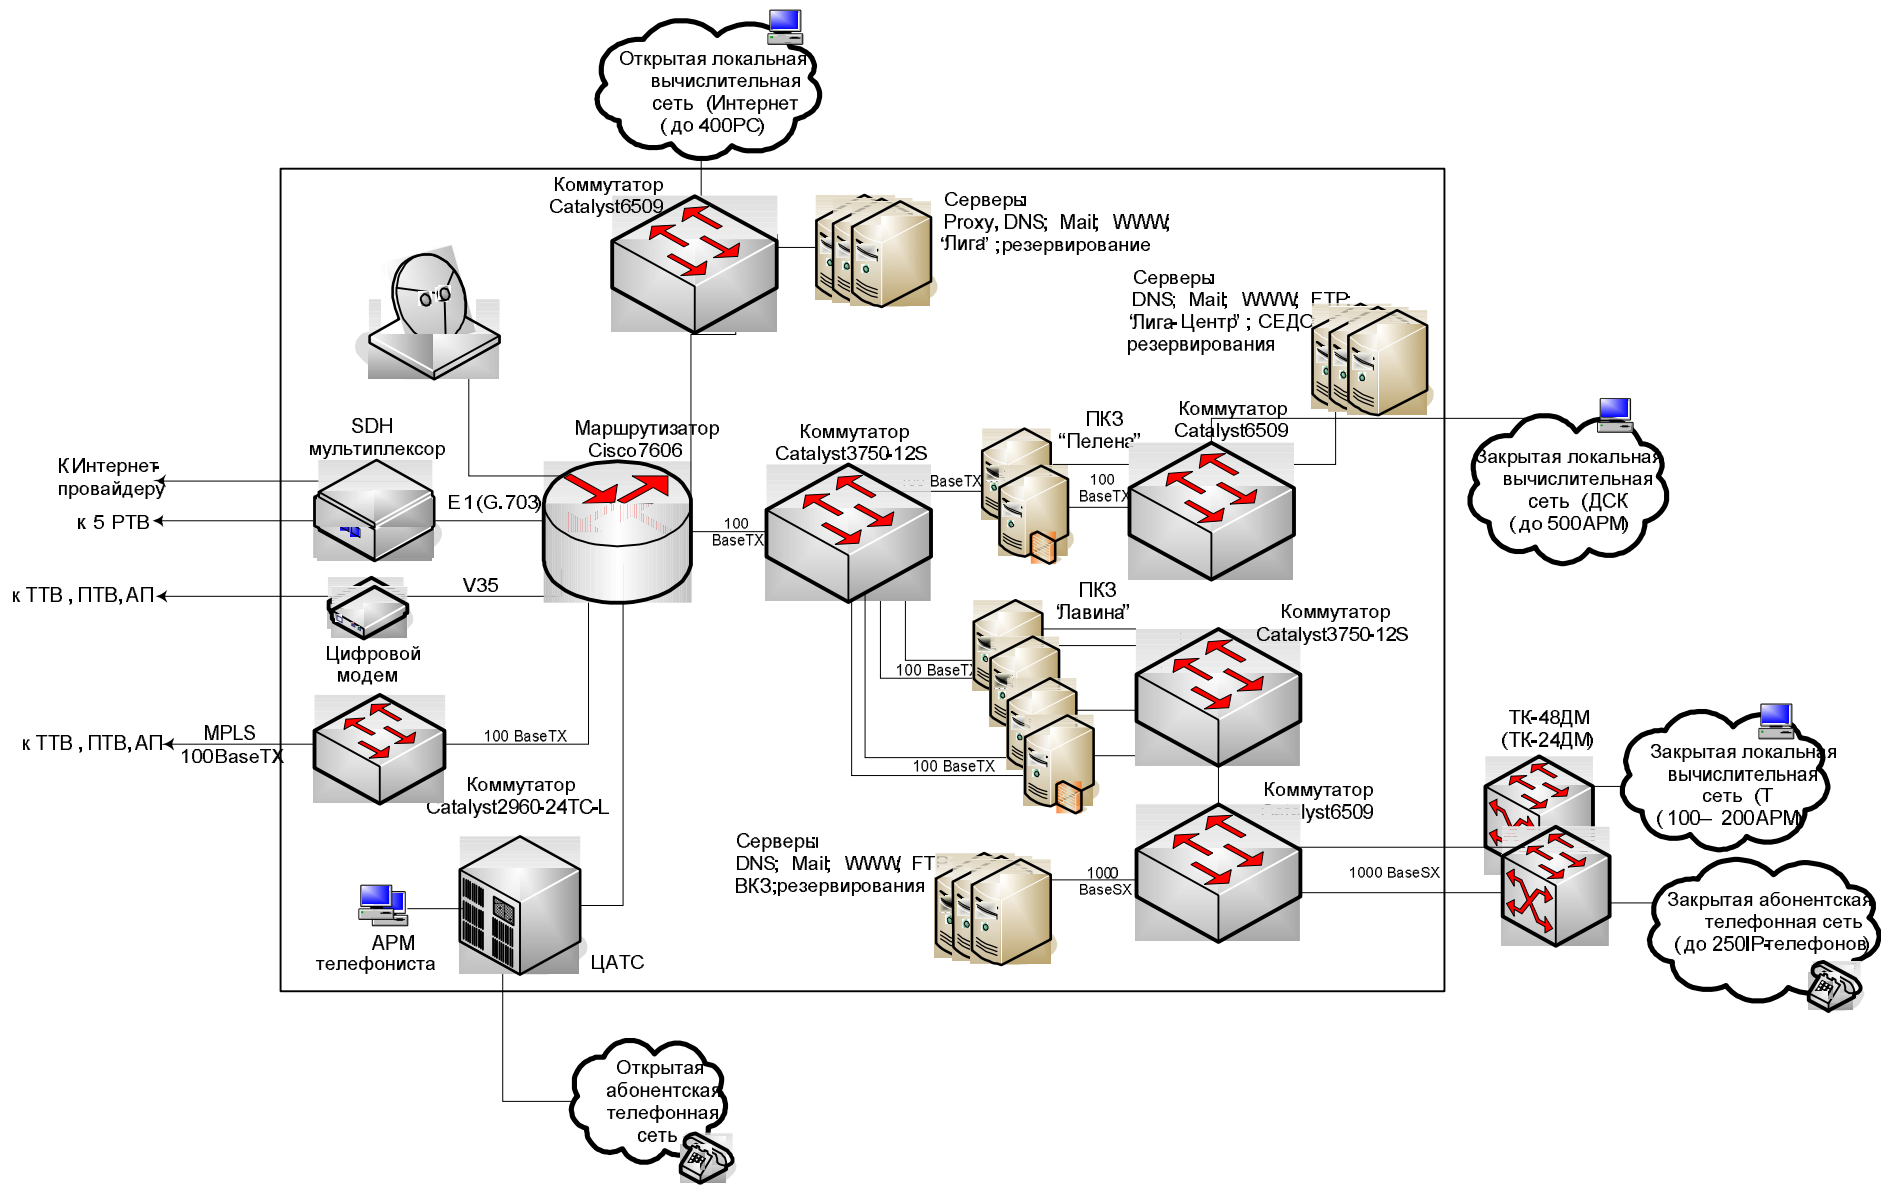 Открытая локальная
вычислительная
сеть (Интернет
(до 400PC)
Коммутатор
Catalyst6509
Серверы:
Proxy, DNS; Mail; WWW;
"Лига" ; резервирование
Серверы:
DNS; Mail; WWW; FTP;
"Лига-Центр" ; СЕДО
резервирования
SDH
мультиплексор
Маршрутизатор
Cisco7606
Коммутатор
Catalyst3750-12S
ПКЗ
"Пелена"
Коммутатор
Catalyst6509
Закрытая локальная
вычислительная
сеть (ДСК
(до 500АРМ)
К Интернет-
провайдеру
к 5 РТВ
E1 (G.703)
100
BaseTX
BaseTX
100
BaseTX
к ТТВ , ПТВ, АП
V35
Цифровой
модем
ПКЗ
"Лавина"
Коммутатор
Catalyst3750-12S
100 BaseTX
100 BaseTX
к ТТВ , ПТВ, АП
MPLS
100BaseTX
100 BaseTX
Коммутатор
Catalyst2960-24TC-L
ТК-48ДМ
(ТК-24ДМ)
Закрытая локальная
вычислительная
сеть (Т
(100– 200АРМ)
Коммутатор
Catalyst6509
Серверы:
DNS; Mail; WWW; FTP
ВКЗ;резервирования
1000
BaseSX
1000 BaseSX
Закрытая абонентская
телефонная сеть
(до 250IP-телефонов)
АРМ
телефониста
ЦАТС
Открытая
абонентская
телефонная
сеть